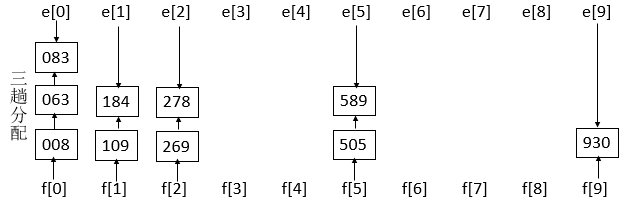 e[0] e[1] e[2] e[3] e[4] e[5] e[6] e[7] e[8] e[9]
083
三趟分配
063 184 278 589
008 109 269 505 930
f[0] f[1] f[2] f[3] f[4] f[5] f[6] f[7] f[8] f[9]